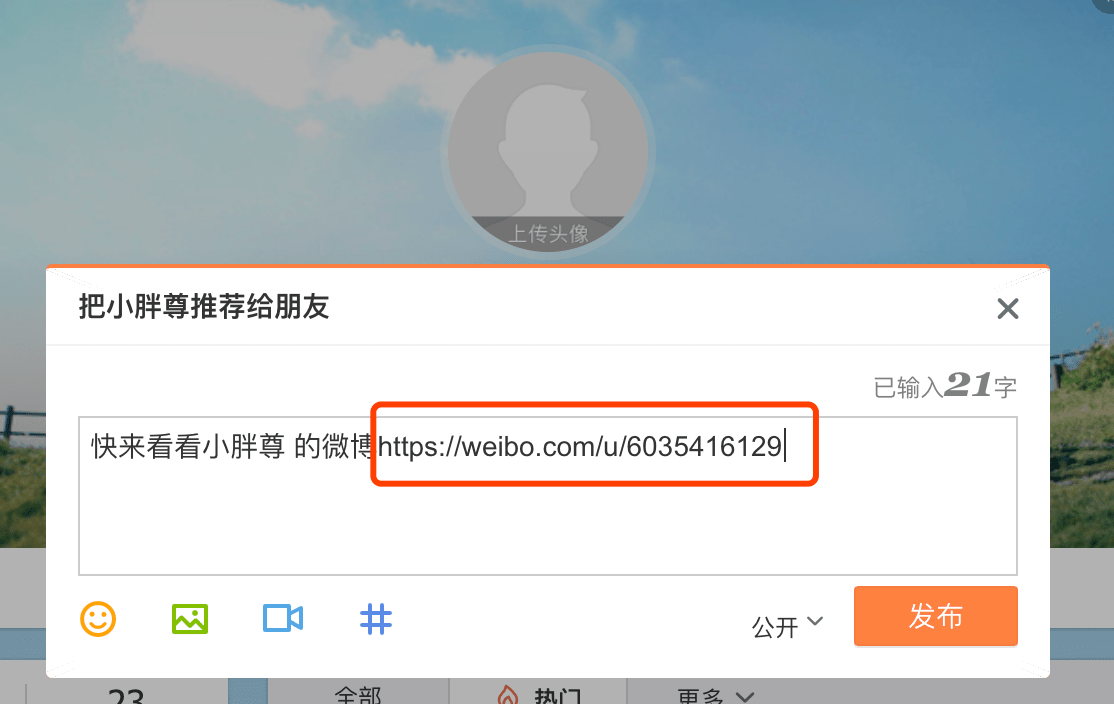 上传头像
把小胖尊推荐给朋友
已输入21字
快来看看小胖尊 的微博https://weibo.com/u/6035416129
公开
发布
23
全部
热门
更多